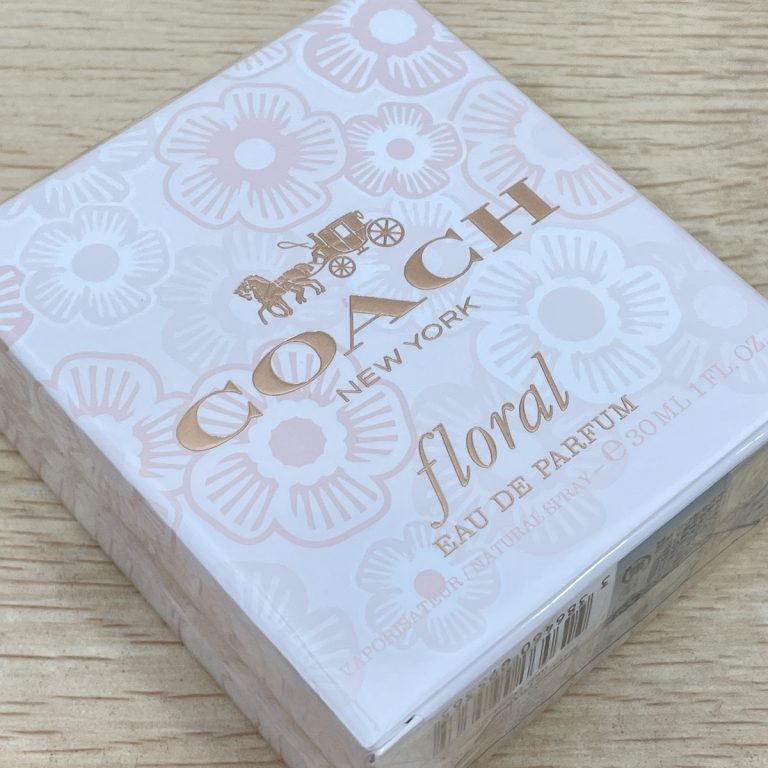 COACH
NEW YORK
floral
EAU DE PARFUM
VAPORISATEUR / NATURAL SPRAY – ℮ 30 ML 1 FL. OZ.